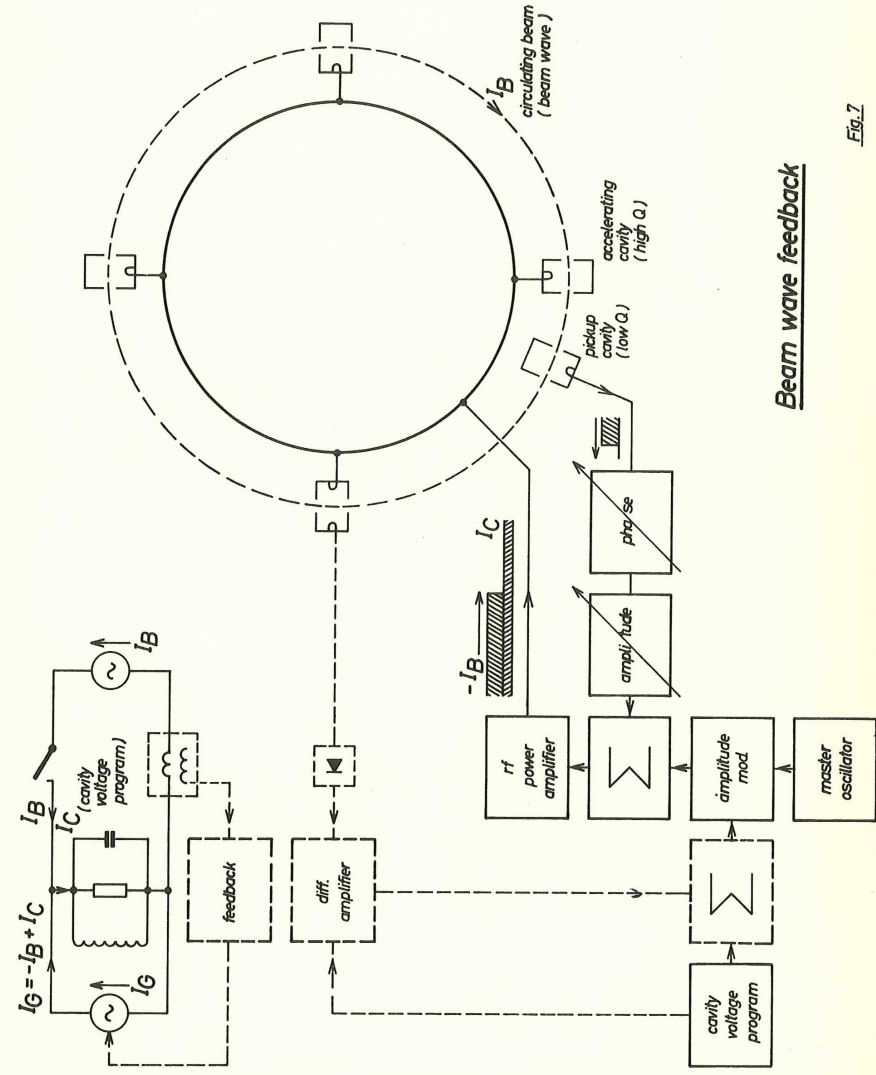 I_G = -I_B + I_C
I_G
I_B
I_C (cavity
voltage
program)
I_B
~
~
feedback
diff.
amplifier
cavity
voltage
program
Σ
amplitude
mod.
master
oscillator
Σ
rf
power
amplifier
amplitude
phase
-I_B
I_C
pickup
cavity
(low Q)
accelerating
cavity
(high Q)
I_B
circulating beam
(beam wave)
Beam wave feedback
Fig. 7